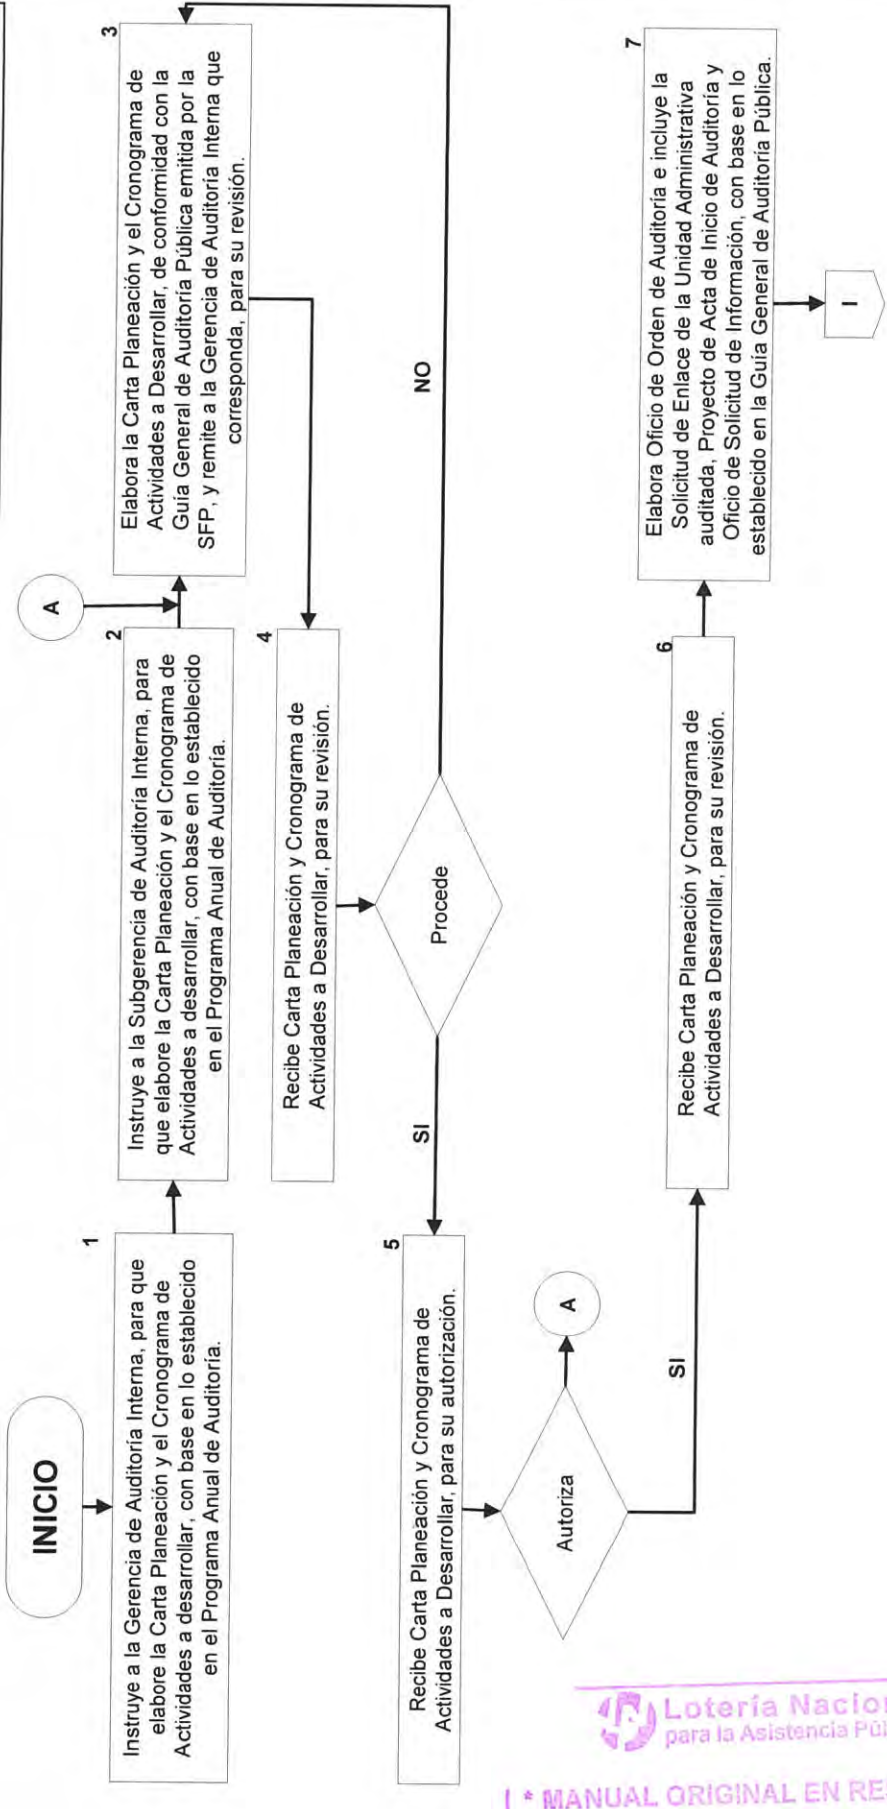 INICIO
1
Instruye a la Gerencia de Auditoría Interna, para que
elabore la Carta Planeación y el Cronograma de
Actividades a desarrollar, con base en lo establecido
en el Programa Anual de Auditoría.
2
Instruye a la Subgerencia de Auditoría Interna, para
que elabore la Carta Planeación y el Cronograma de
Actividades a desarrollar, con base en lo establecido
en el Programa Anual de Auditoría.
A
3
Elabora la Carta Planeación y el Cronograma de
Actividades a Desarrollar, de conformidad con la
Guía General de Auditoría Pública emitida por la
SFP, y remite a la Gerencia de Auditoría Interna que
corresponda, para su revisión.
4
Recibe Carta Planeación y Cronograma de
Actividades a Desarrollar, para su revisión.
Procede
NO
SI
5
Recibe Carta Planeación y Cronograma de
Actividades a Desarrollar, para su autorización.
Autoriza
A
SI
6
Recibe Carta Planeación y Cronograma de
Actividades a Desarrollar, para su revisión.
7
Elabora Oficio de Orden de Auditoría e incluye la
Solicitud de Enlace de la Unidad Administrativa
auditada, Proyecto de Acta de Inicio de Auditoría y
Oficio de Solicitud de Información, con base en lo
establecido en la Guía General de Auditoría Pública.
I
Lotería
para la Asistencia
* MANUAL ORIGINAL EN